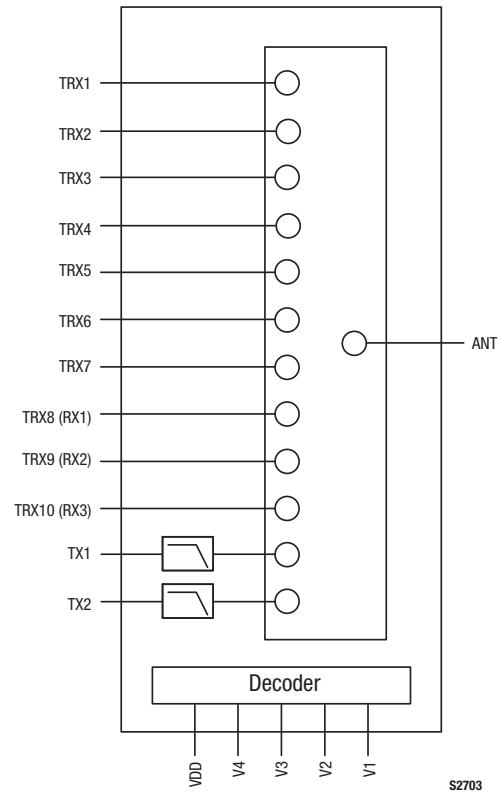 TRX1
TRX2
TRX3
TRX4
TRX5
TRX6
ANT
TRX7
TRX8 (RX1)
TRX9 (RX2)
TRX10 (RX3)
TX1
TX2
Decoder
VDD
V4
V3
V2
V1
S2703